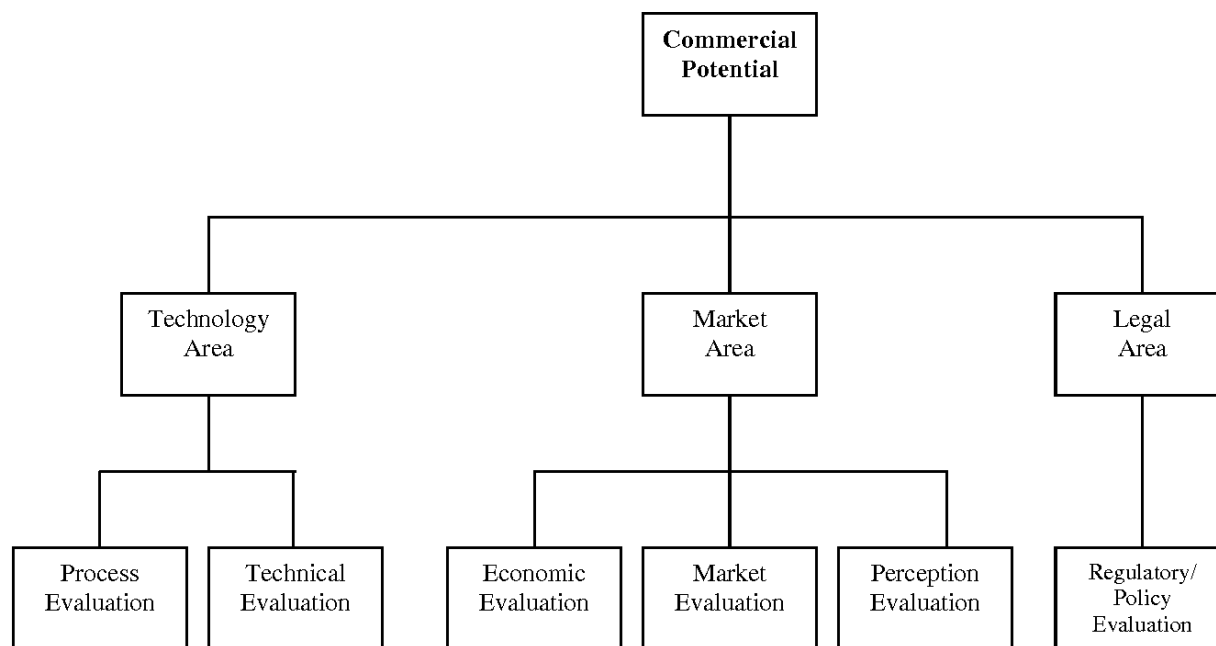 Commercial
Potential
Technology
Area
Market
Area
Legal
Area
Process
Evaluation
Technical
Evaluation
Economic
Evaluation
Market
Evaluation
Perception
Evaluation
Regulatory/
Policy
Evaluation